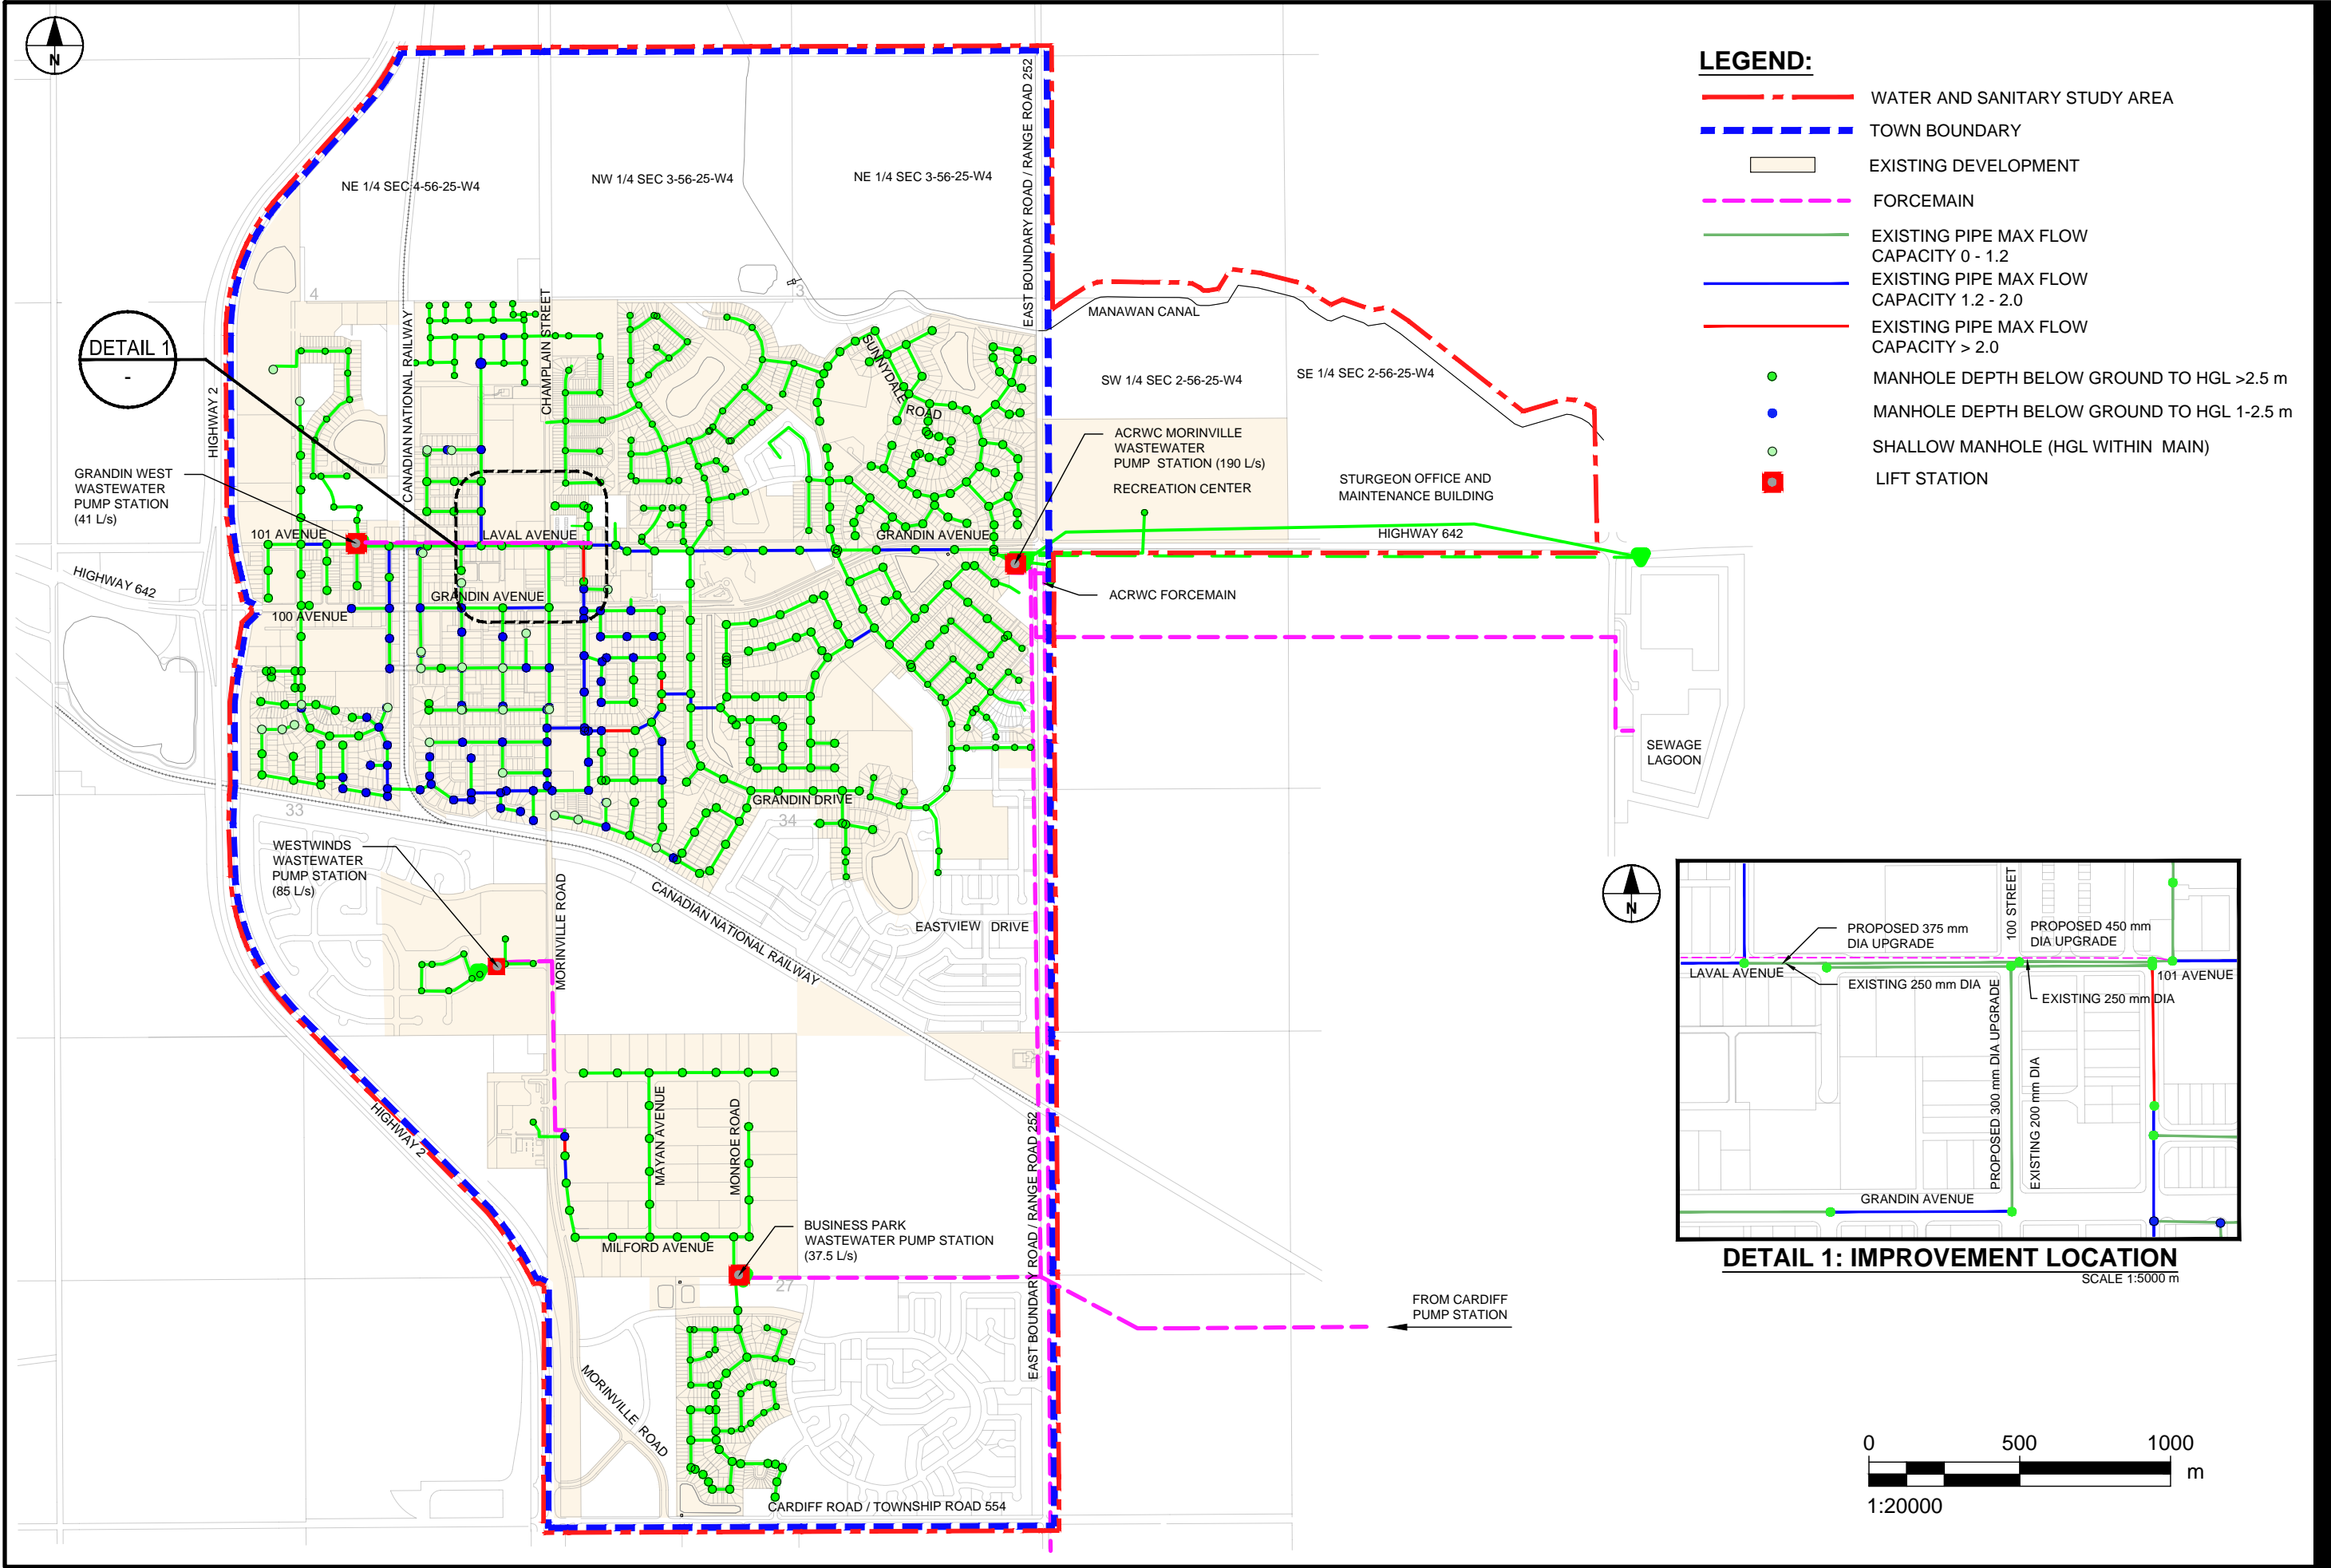 N
LEGEND:
WATER AND SANITARY STUDY AREA
TOWN BOUNDARY
EXISTING DEVELOPMENT
FORCEMAIN
EXISTING PIPE MAX FLOW
CAPACITY 0 - 1.2
EXISTING PIPE MAX FLOW
CAPACITY 1.2 - 2.0
EXISTING PIPE MAX FLOW
CAPACITY > 2.0
MANHOLE DEPTH BELOW GROUND TO HGL >2.5 m
MANHOLE DEPTH BELOW GROUND TO HGL 1-2.5 m
SHALLOW MANHOLE (HGL WITHIN MAIN)
LIFT STATION
NE 1/4 SEC 4-56-25-W4
NW 1/4 SEC 3-56-25-W4
NE 1/4 SEC 3-56-25-W4
EAST BOUNDARY ROAD / RANGE ROAD 252
4
3
MANAWAN CANAL
DETAIL 1
-
HIGHWAY 2
CANADIAN NATIONAL RAILWAY
CHAMPLAIN STREET
SUNNYDALE
ROAD
SW 1/4 SEC 2-56-25-W4
SE 1/4 SEC 2-56-25-W4
GRANDIN WEST
WASTEWATER
PUMP STATION
(41 L/s)
ACRWC MORINVILLE
WASTEWATER
PUMP STATION (190 L/s)
RECREATION CENTER
STURGEON OFFICE AND
MAINTENANCE BUILDING
101 AVENUE
LAVAL AVENUE
GRANDIN AVENUE
HIGHWAY 642
HIGHWAY 642
GRANDIN AVENUE
100 AVENUE
ACRWC FORCEMAIN
SEWAGE
LAGOON
GRANDIN DRIVE
33
34
WESTWINDS
WASTEWATER
PUMP STATION
(85 L/s)
MORINVILLE ROAD
CANADIAN NATIONAL RAILWAY
EASTVIEW DRIVE
N
100 STREET
PROPOSED 375 mm
DIA UPGRADE
PROPOSED 450 mm
DIA UPGRADE
LAVAL AVENUE
101 AVENUE
EXISTING 250 mm DIA
EXISTING 250 mm DIA
PROPOSED 300 mm DIA UPGRADE
EXISTING 200 mm DIA
GRANDIN AVENUE
DETAIL 1: IMPROVEMENT LOCATION
SCALE 1:5000 m
HIGHWAY 2
MAYAN AVENUE
MONROE ROAD
EAST BOUNDARY ROAD / RANGE ROAD 252
MILFORD AVENUE
BUSINESS PARK
WASTEWATER PUMP STATION
(37.5 L/s)
27
FROM CARDIFF
PUMP STATION
MORINVILLE ROAD
CARDIFF ROAD / TOWNSHIP ROAD 554
0 500 1000
m
1:20000